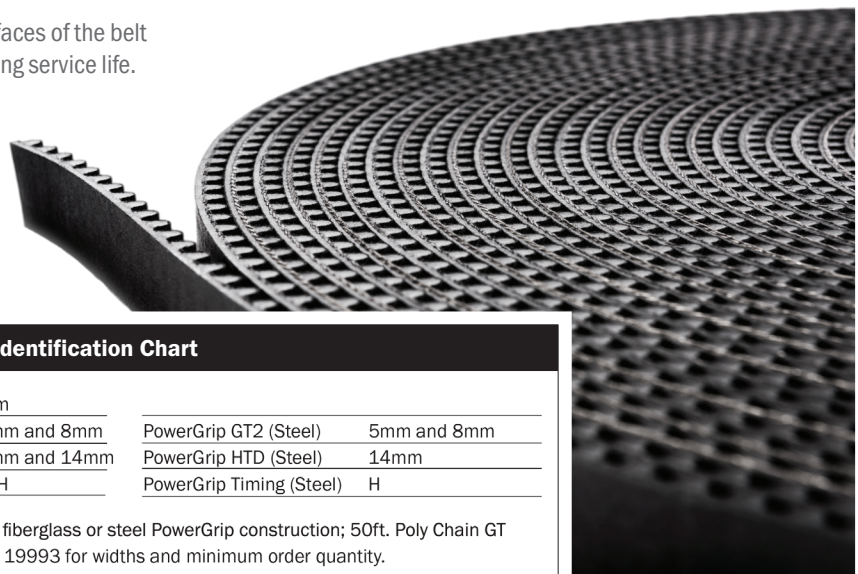 faces of the belt
ng service life.
dentification Chart
m
nm and 8mm PowerGrip GT2 (Steel) 5mm and 8mm
nm and 14mm PowerGrip HTD (Steel) 14mm
H PowerGrip Timing (Steel) H
fiberglass or steel PowerGrip construction; 50ft. Poly Chain GT
19993 for widths and minimum order quantity.